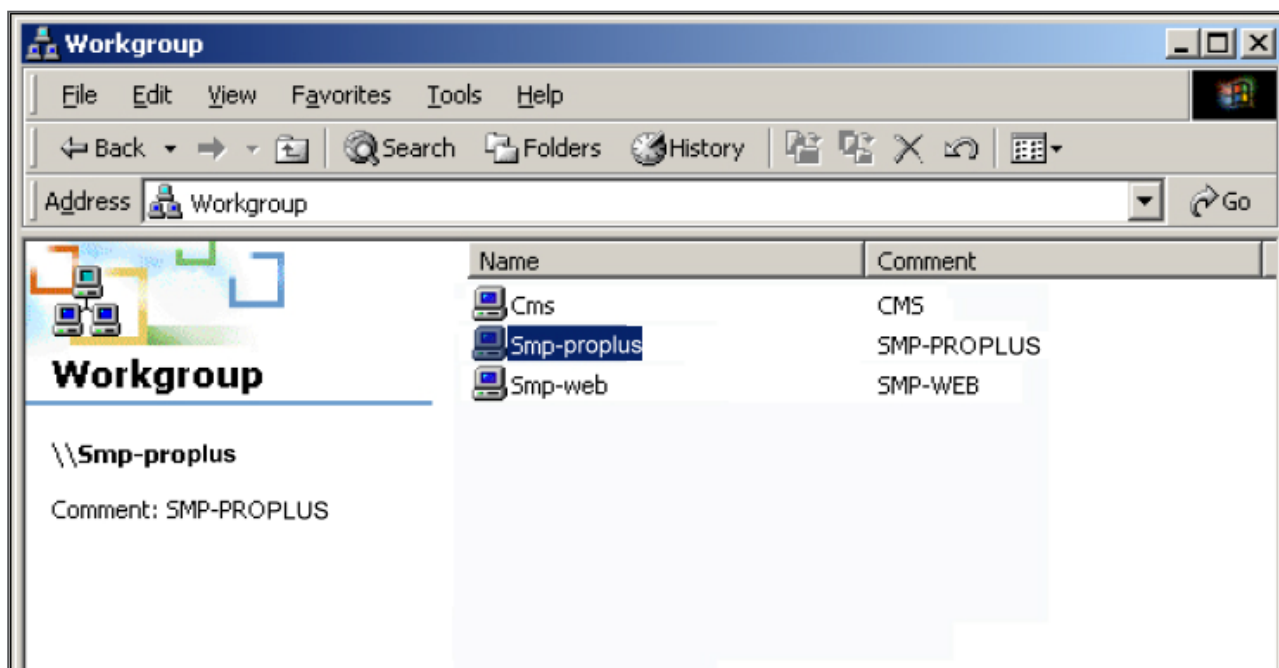 Workgroup
File Edit View Favorites Tools Help
Back Search Folders History
Address Workgroup Go
Name Comment
Cms CMS
Smp-proplus SMP-PROPLUS
Smp-web SMP-WEB
Workgroup
\\Smp-proplus
Comment: SMP-PROPLUS